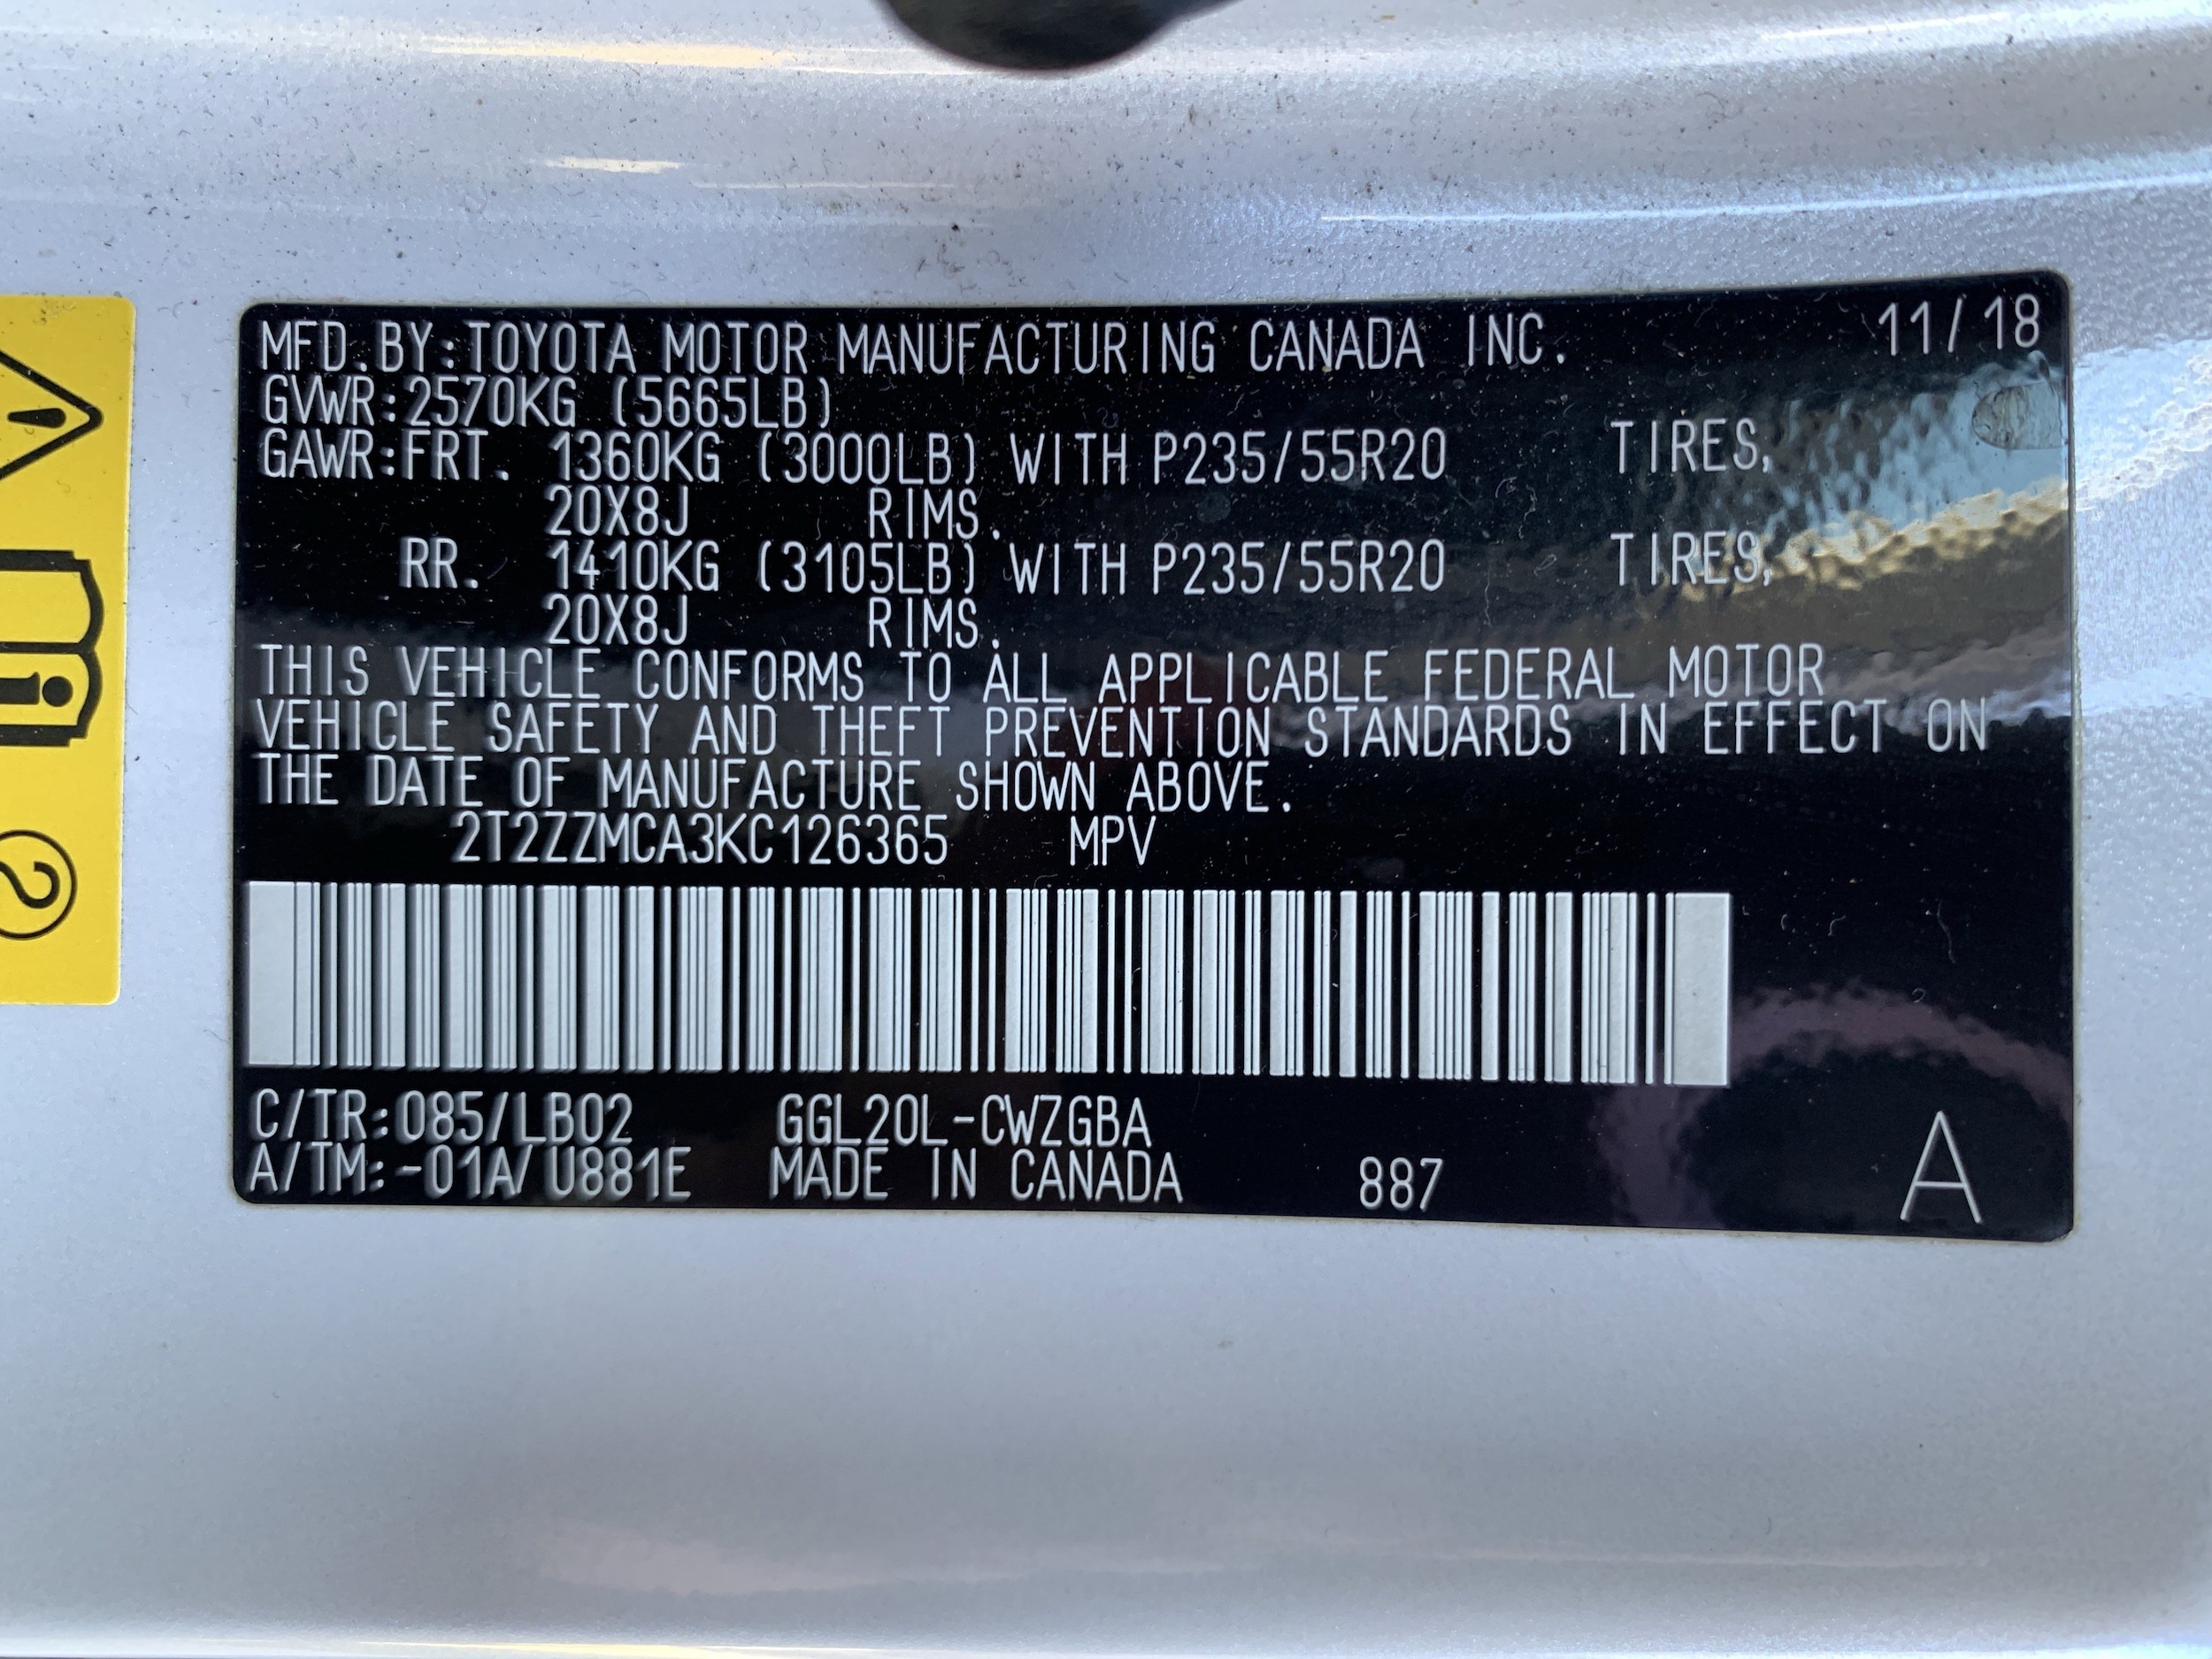 MFD.BY:TOYOTA MOTOR MANUFACTURING CANADA INC. 11/18
GVWR:2570KG (5665LB)
GAWR:FRT. 1360KG (3000LB) WITH P235/55R20 TIRES,
20X8J RIMS.
RR. 1410KG (3105LB) WITH P235/55R20 TIRES,
20X8J RIMS.
THIS VEHICLE CONFORMS TO ALL APPLICABLE FEDERAL MOTOR
VEHICLE SAFETY AND THEFT PREVENTION STANDARDS IN EFFECT ON
THE DATE OF MANUFACTURE SHOWN ABOVE.
2T2ZZMCA3KC126365 MPV
C/TR:085/LB02 GGL20L-CWZGBA
A/TM:-01A/U881E MADE IN CANADA 887 A
!
i
2